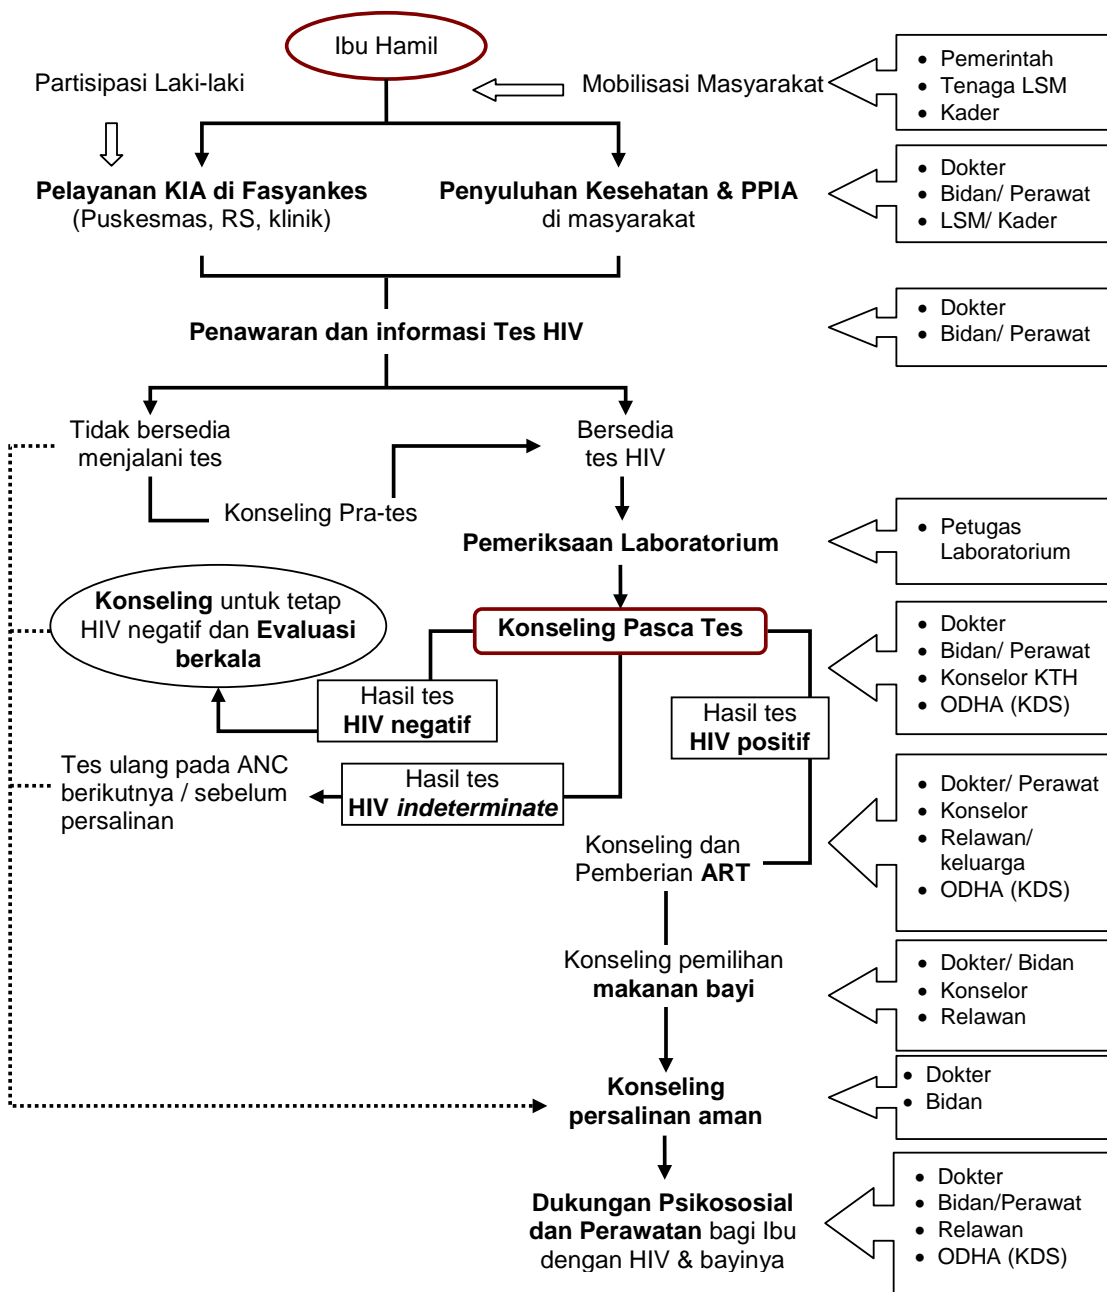 Ibu Hamil
Partisipasi Laki-laki
Mobilisasi Masyarakat
• Pemerintah
• Tenaga LSM
• Kader
Pelayanan KIA di Fasyankes
(Puskesmas, RS, klinik)
Penyuluhan Kesehatan & PPIA
di masyarakat
• Dokter
• Bidan/ Perawat
• LSM/ Kader
Penawaran dan informasi Tes HIV
• Dokter
• Bidan/ Perawat
Tidak bersedia
menjalani tes
Bersedia
tes HIV
Konseling Pra-tes
Pemeriksaan Laboratorium
• Petugas
Laboratorium
Konseling untuk tetap
HIV negatif dan Evaluasi
berkala
Konseling Pasca Tes
• Dokter
• Bidan/ Perawat
• Konselor KTH
• ODHA (KDS)
Hasil tes
HIV negatif
Hasil tes
HIV positif
Tes ulang pada ANC
berikutnya / sebelum
persalinan
Hasil tes
HIV indeterminate
• Dokter/ Perawat
• Konselor
• Relawan/
keluarga
• ODHA (KDS)
Konseling dan
Pemberian ART
Konseling pemilihan
makanan bayi
• Dokter/ Bidan
• Konselor
• Relawan
Konseling
persalinan aman
• Dokter
• Bidan
Dukungan Psikososial
dan Perawatan bagi Ibu
dengan HIV & bayinya
• Dokter
• Bidan/Perawat
• Relawan
• ODHA (KDS)